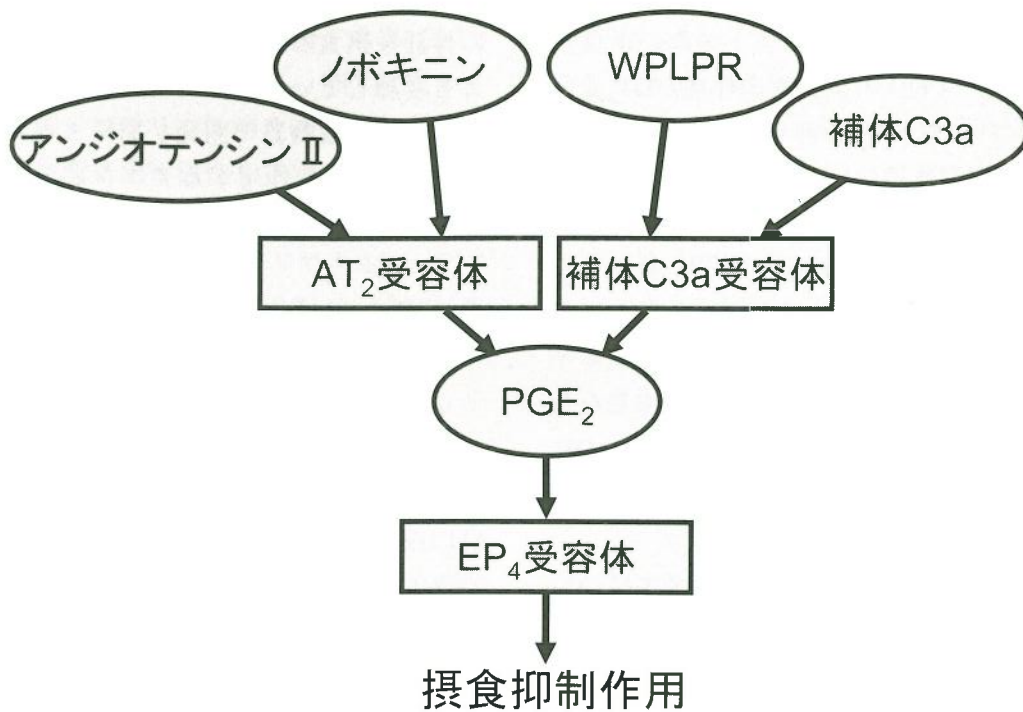 ノボキニン
WPLPR
アンジオテンシンⅡ
補体C3a
AT₂受容体
補体C3a受容体
PGE₂
EP₄受容体
摂食抑制作用